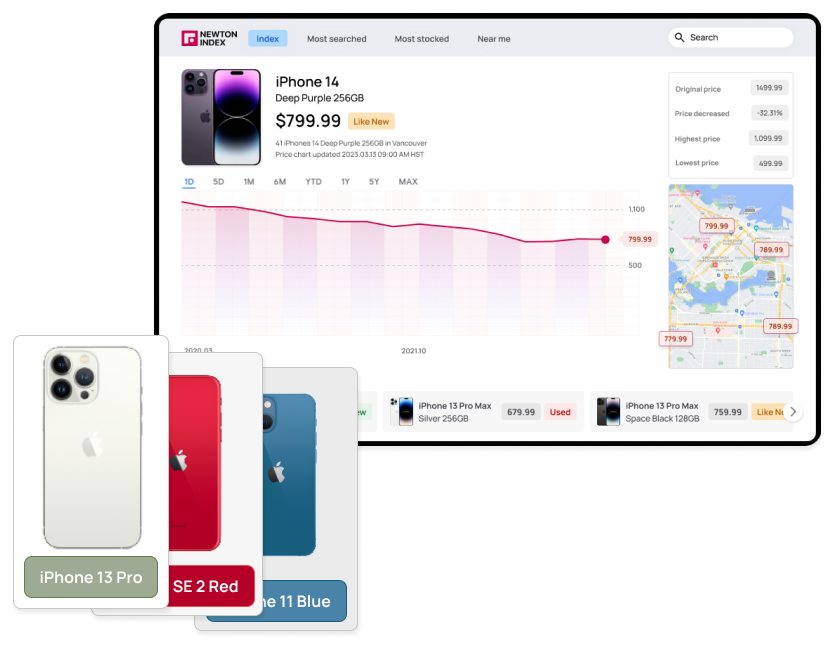 NEWTON
INDEX
Index
Most searched
Most stocked
Near me
Search
iPhone 14
Deep Purple 256GB
$799.99
Like New
41 iPhones 14 Deep Purple 256GB in Vancouver
Price chart updated 2023.03.13 09:00 AM HST
Original price
1499.99
Price decreased
-32.31%
Highest price
1,099.99
Lowest price
499.99
1D
5D
1M
6M
YTD
1Y
5Y
MAX
1,100
799.99
500
2020.03
2021.10
799.99
789.99
789.99
779.99
ew
iPhone 13 Pro Max
Silver 256GB
679.99
Used
iPhone 13 Pro Max
Space Black 128GB
759.99
Like Ne
iPhone 13 Pro
SE 2 Red
ne 11 Blue